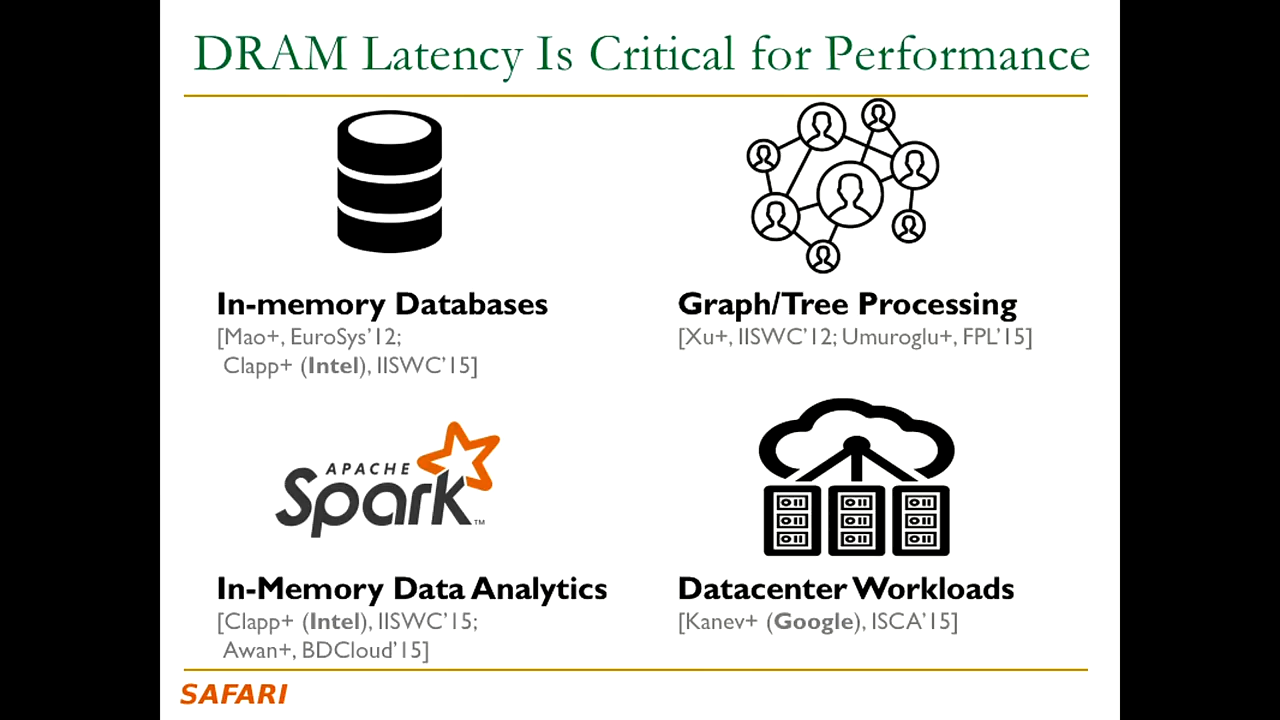 DRAM Latency Is Critical for Performance
In-memory Databases
[Mao+, EuroSys’12;
Clapp+ (Intel), IISWC’15]
Graph/Tree Processing
[Xu+, IISWC’12; Umuroglu+, FPL’15]
APACHE
Spark™
In-Memory Data Analytics
[Clapp+ (Intel), IISWC’15;
Awan+, BDCloud’15]
Datacenter Workloads
[Kanev+ (Google), ISCA’15]
SAFARI